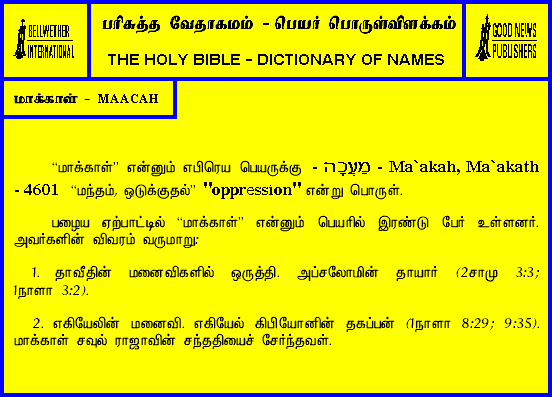 BELLWETHER
INTERNATIONAL
பரிசுத்த வேதாகமம் - பெயர் பொருள்விளக்கம்
THE HOLY BIBLE - DICTIONARY OF NAMES
GOOD NEWS
PUBLISHERS
மாக்காள் - MAACAH
“மாக்காள்” என்னும் எபிரெய பெயருக்கு - מַעֲכָה - Ma`akah, Ma`akath
- 4601 “மந்தம், ஒடுக்குதல்” "oppression" என்று பொருள்.
பழைய ஏற்பாட்டில் “மாக்காள்” என்னும் பெயரில் இரண்டு பேர் உள்ளனர்.
அவர்களின் விவரம் வருமாறு:
1. தாவீதின் மனைவிகளில் ஒருத்தி. அப்சலோமின் தாயார் (2சாமு 3:3;
1நாளா 3:2).
2. எகியேலின் மனைவி. எகியேல் கிபியோனின் தகப்பன் (1நாளா 8:29; 9:35).
மாக்காள் சவுல் ராஜாவின் சந்ததியைச் சேர்ந்தவள்.